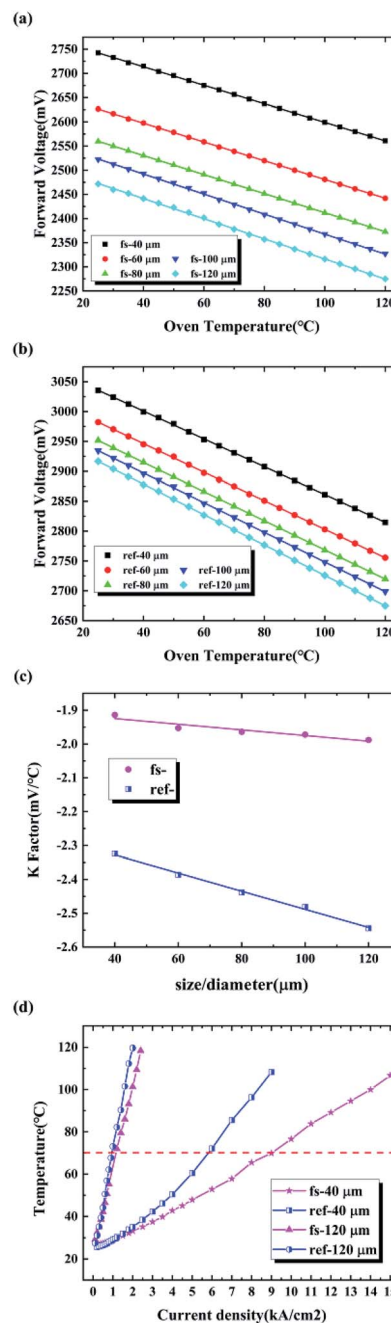 (a)
2750
2700
2650
2600
2550
2500
2450
2400
2350
2300
2250
Forward Voltage(mV)
fs-40 μm
fs-60 μm fs-100 μm
fs-80 μm fs-120 μm
20 40 60 80 100 120
Oven Temperature(℃)
(b)
3050
3000
2950
2900
2850
2800
2750
2700
2650
Forward Voltage(mV)
ref-40 μm
ref-60 μm ref-100 μm
ref-80 μm ref-120 μm
20 40 60 80 100 120
Oven Temperature(℃)
(c)
-1.9
-2.0
-2.1
-2.2
-2.3
-2.4
-2.5
-2.6
K Factor(mV/℃)
fs-
ref-
40 60 80 100 120
size/diameter(μm)
(d)
120
100
80
60
40
20
Temperature(℃)
fs-40 μm
ref-40 μm
fs-120 μm
ref-120 μm
0 1 2 3 4 5 6 7 8 9 10 11 12 13 14 15
Current density(kA/cm2)